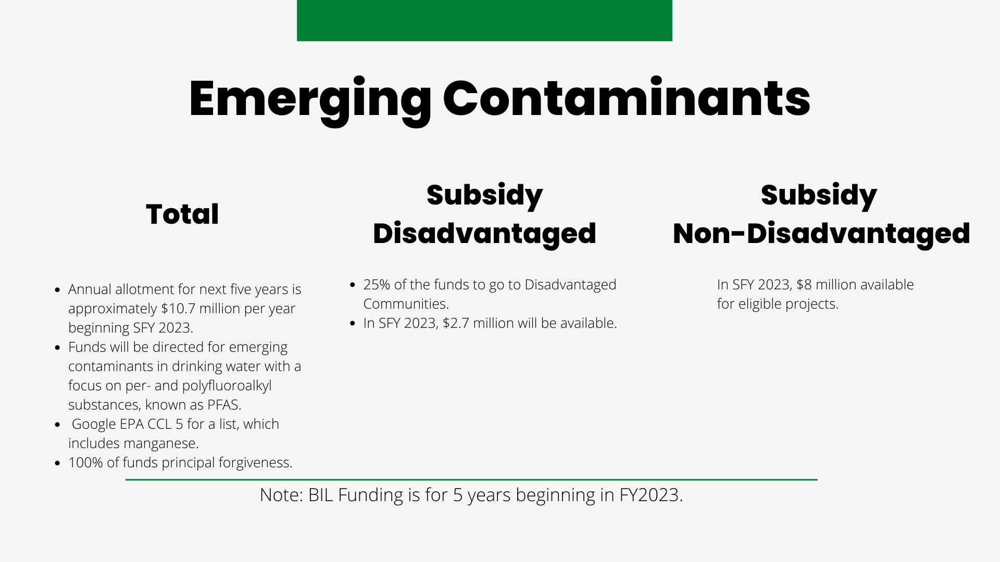 Emerging Contaminants
Total
• Annual allotment for next five years is
approximately $10.7 million per year
beginning SFY 2023.
• Funds will be directed for emerging
contaminants in drinking water with a
focus on per- and polyfluoroalkyl
substances, known as PFAS.
• Google EPA CCL 5 for a list, which
includes manganese.
• 100% of funds principal forgiveness.
Subsidy
Disadvantaged
• 25% of the funds to go to Disadvantaged
Communities.
• In SFY 2023, $2.7 million will be available.
Subsidy
Non-Disadvantaged
In SFY 2023, $8 million available
for eligible projects.
Note: BIL Funding is for 5 years beginning in FY2023.